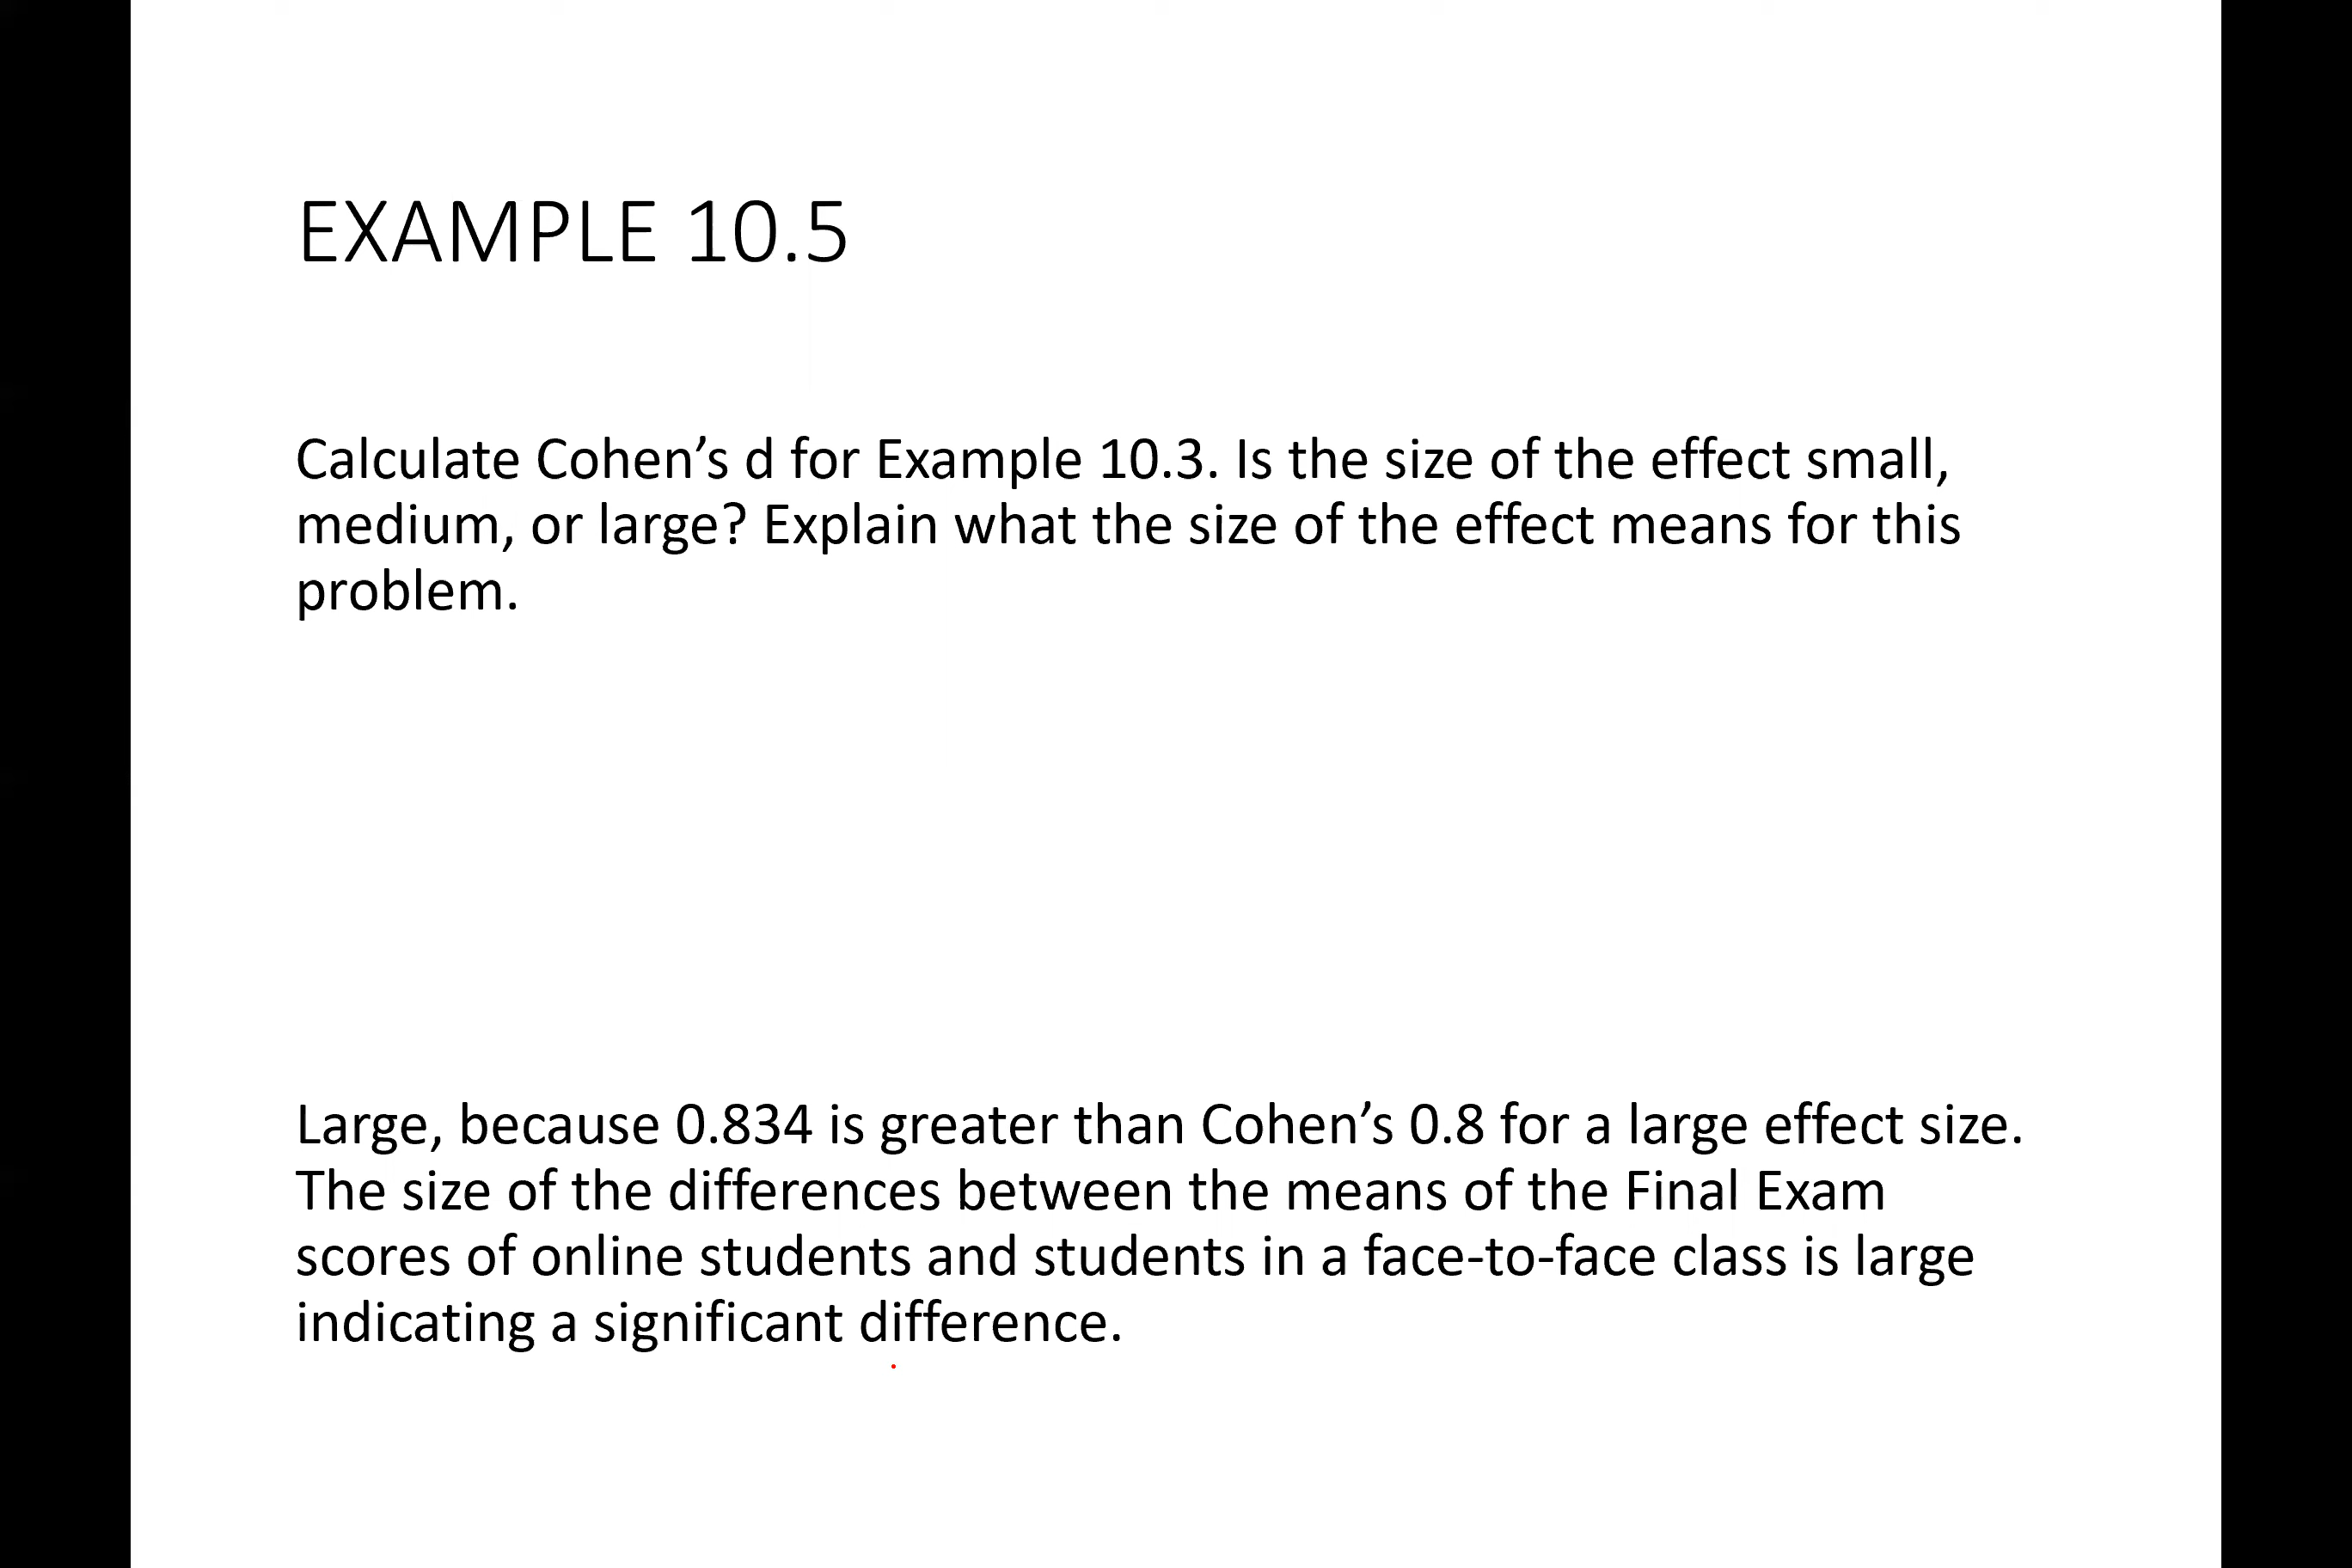 EXAMPLE 10.5
Calculate Cohen’s d for Example 10.3. Is the size of the effect small,
medium, or large? Explain what the size of the effect means for this
problem.
Large, because 0.834 is greater than Cohen’s 0.8 for a large effect size.
The size of the differences between the means of the Final Exam
scores of online students and students in a face-to-face class is large
indicating a significant difference.